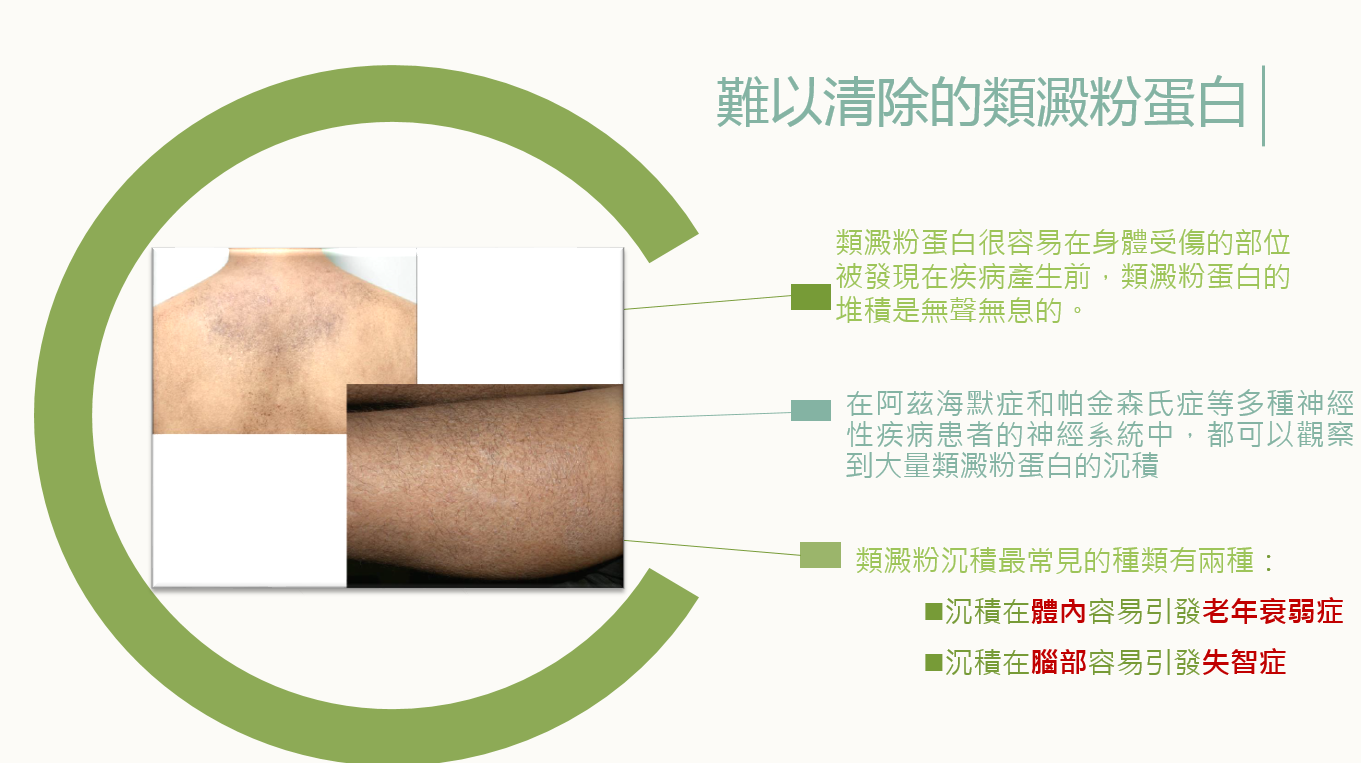 難以清除的類澱粉蛋白
類澱粉蛋白很容易在身體受傷的部位
被發現在疾病產生前，類澱粉蛋白的
堆積是無聲無息的。
在阿茲海默症和帕金森氏症等多種神經
性疾病患者的神經系統中，都可以觀察
到大量類澱粉蛋白的沉積
類澱粉沉積最常見的種類有兩種：
■沉積在體內容易引發老年衰弱症
■沉積在腦部容易引發失智症